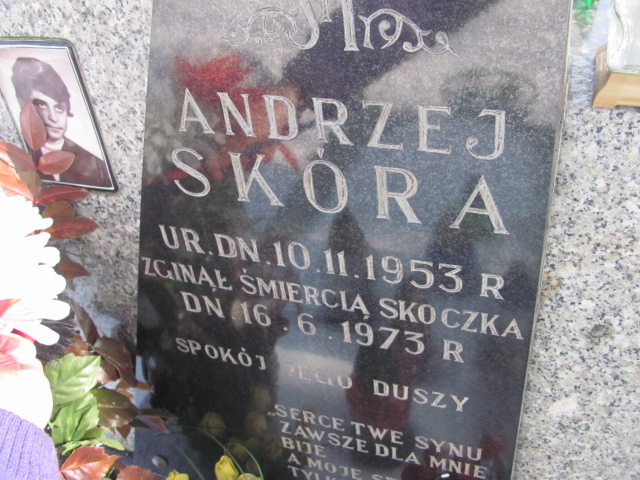 ANDRZEJ
SKÓRA
UR. DN. 10. 11. 1953 R
ZGINĄŁ ŚMIERCIĄ SKOCZKA
DN 16. 6. 1973 R
SPOKÓJ JEGO DUSZY
„SERCE TWE SYNU
ZAWSZE DLA MNIE
BIJE
A MOJE